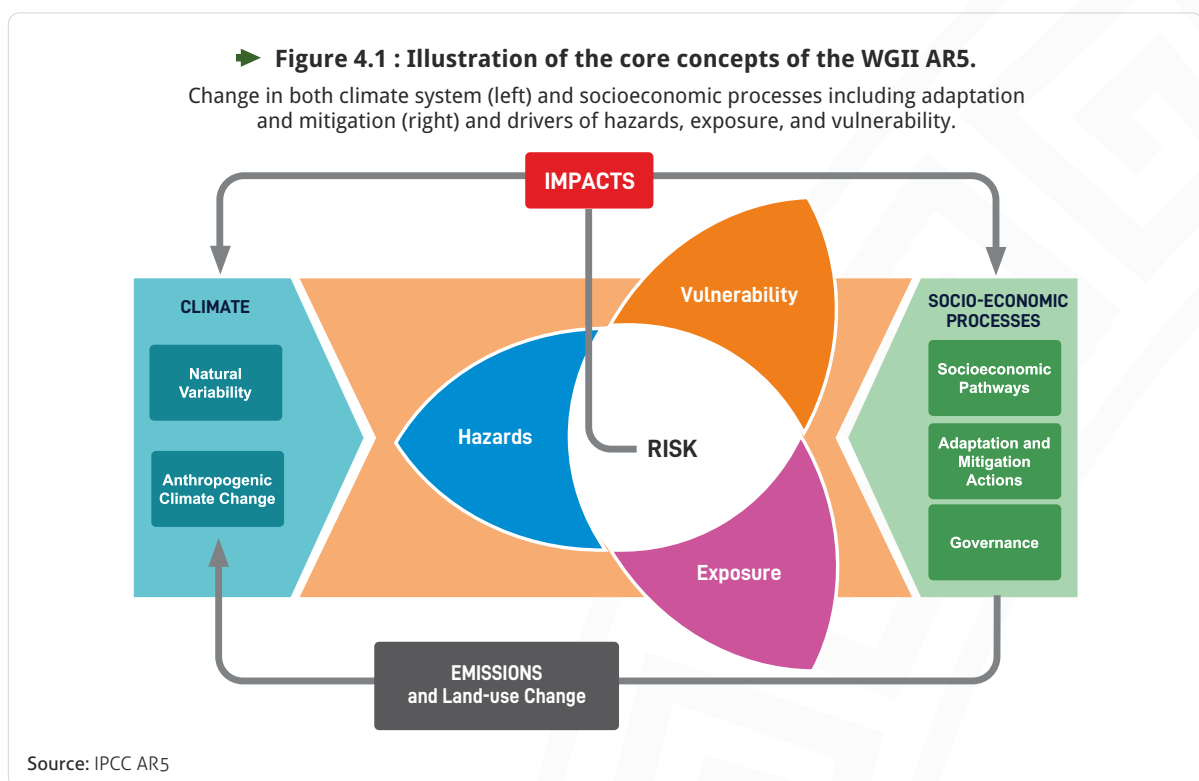 Figure 4.1 : Illustration of the core concepts of the WGII AR5.
Change in both climate system (left) and socioeconomic processes including adaptation
and mitigation (right) and drivers of hazards, exposure, and vulnerability.
IMPACTS
CLIMATE
Natural
Variability
Anthropogenic
Climate Change
Vulnerability
Hazards
RISK
Exposure
SOCIO-ECONOMIC
PROCESSES
Socioeconomic
Pathways
Adaptation and
Mitigation
Actions
Governance
EMISSIONS
and Land-use Change
Source: IPCC AR5